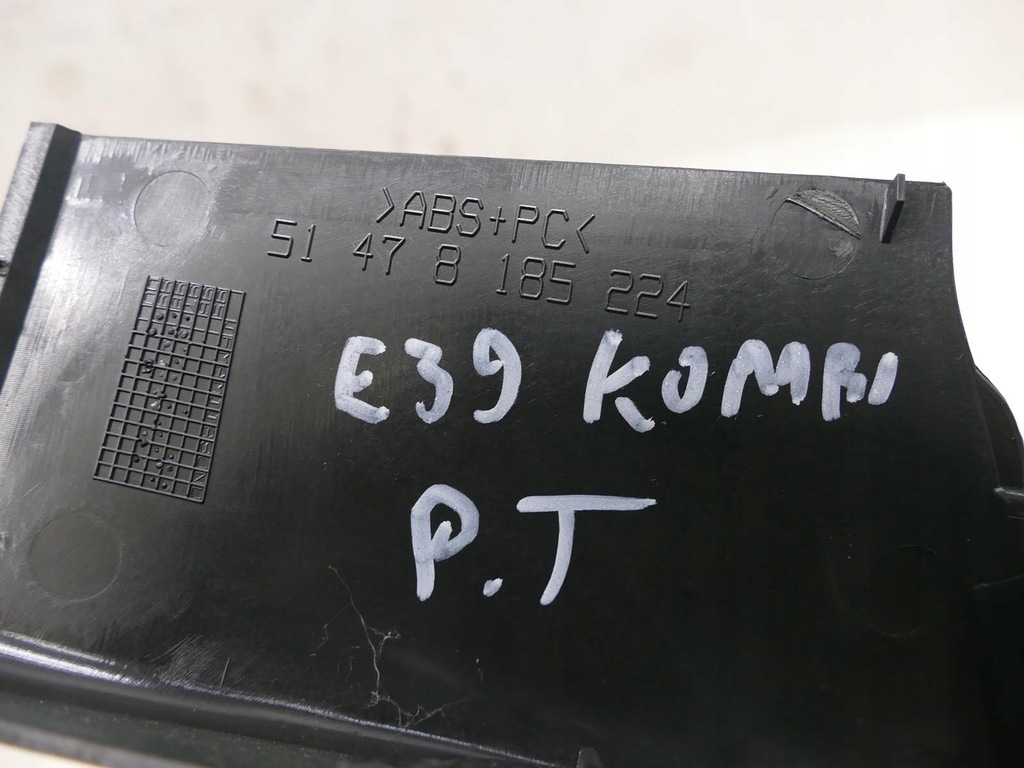 >ABS+PC<
51 47 8 185 224
E39 KOMBI
P.T